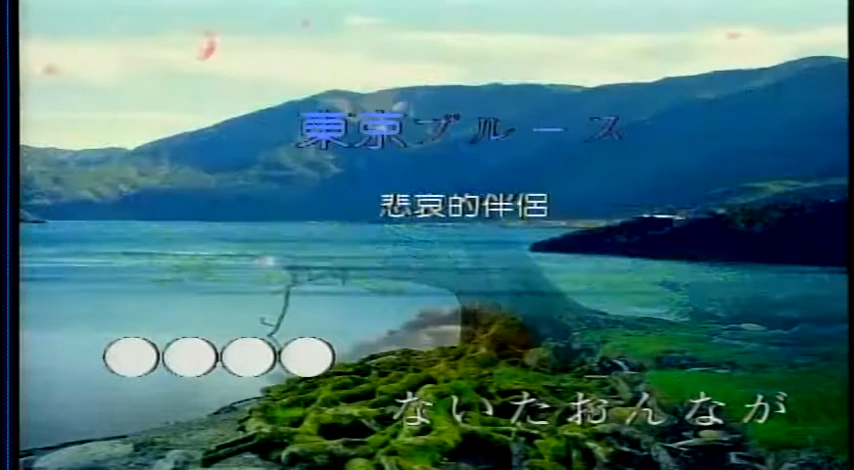 東京ブルース
悲哀的伴侶
ないたおんなが